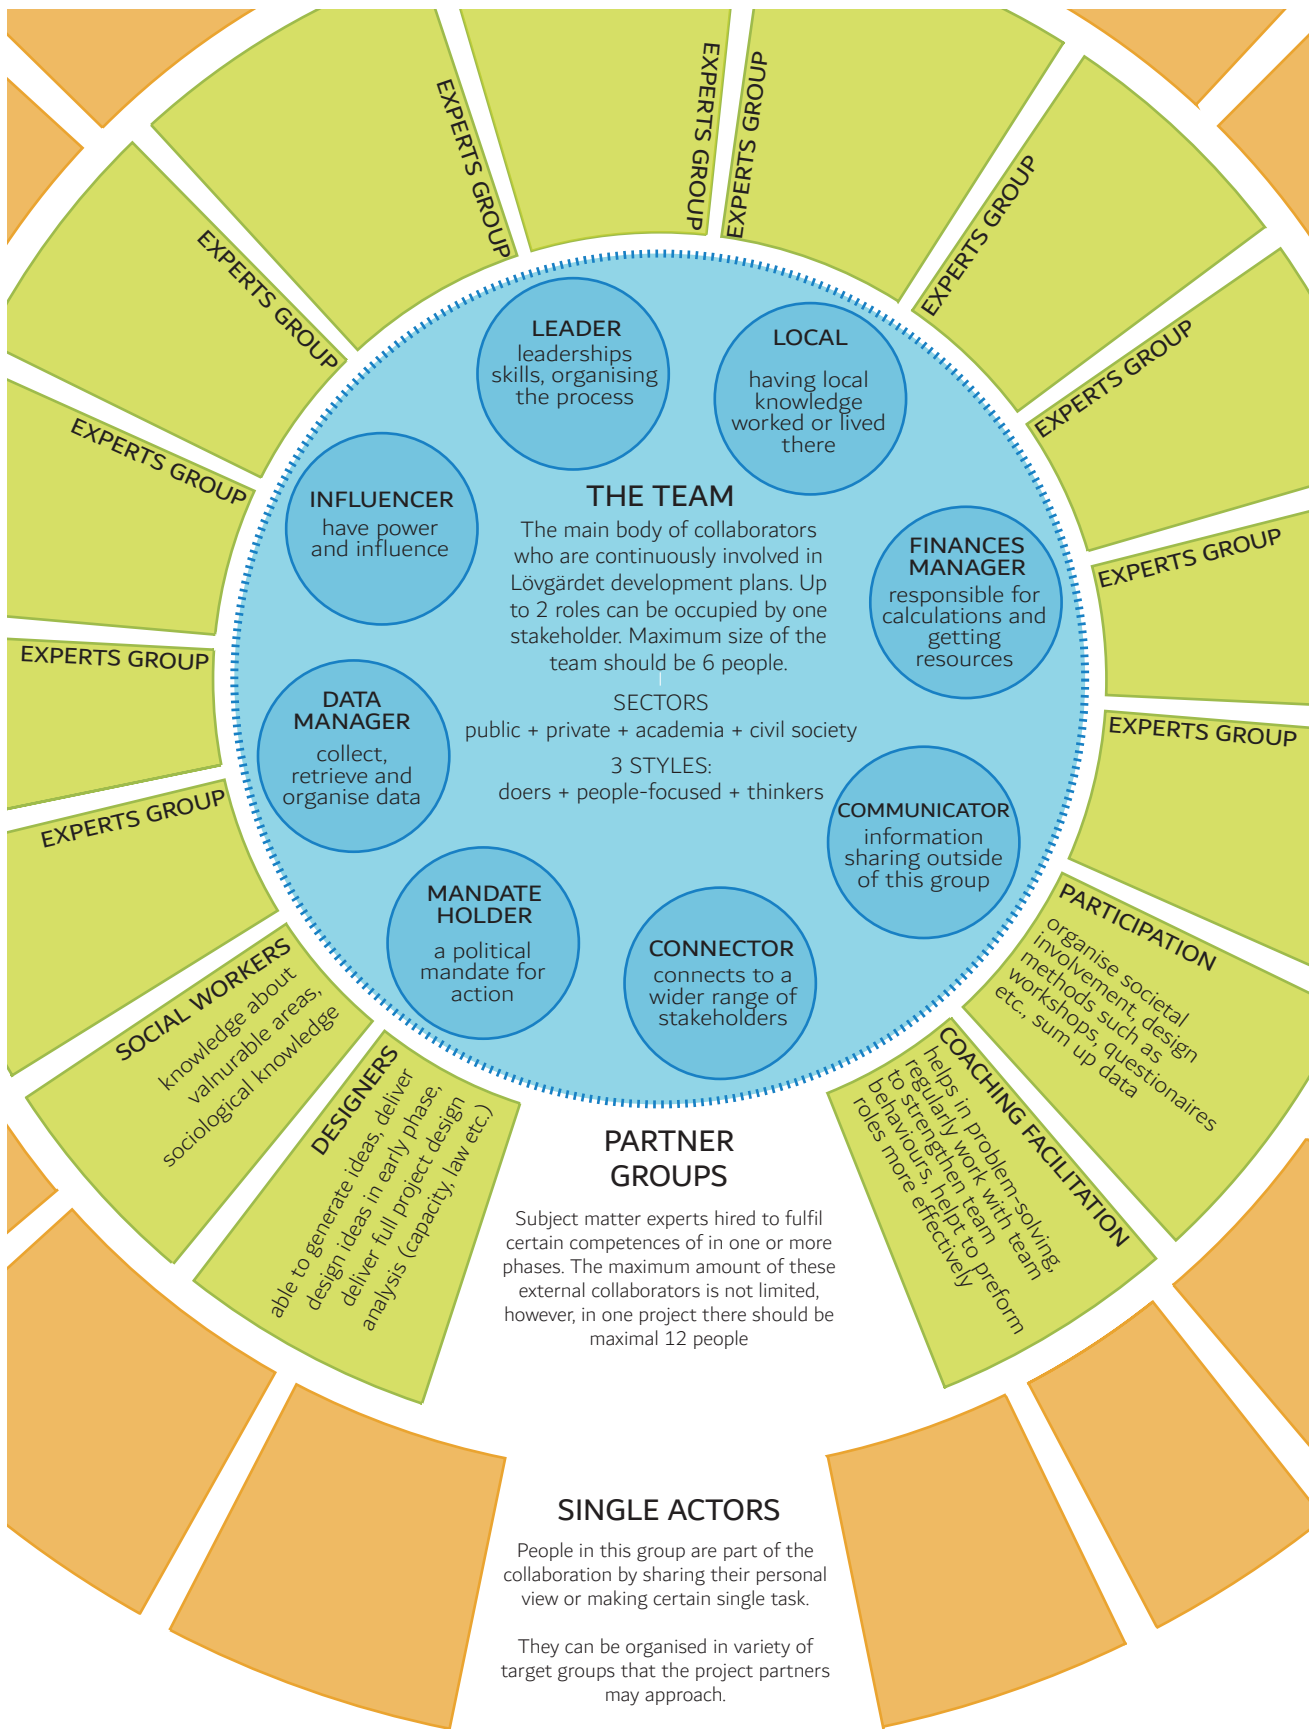 EXPERTS GROUP
EXPERTS GROUP
EXPERTS GROUP
EXPERTS GROUP
EXPERTS GROUP
EXPERTS GROUP
EXPERTS GROUP
EXPERTS GROUP
EXPERTS GROUP
EXPERTS GROUP
EXPERTS GROUP
EXPERTS GROUP
LEADER
leaderships
skills, organising
the process
LOCAL
having local
knowledge
worked or lived
there
INFLUENCER
have power
and influence
THE TEAM
The main body of collaborators
who are continuously involved in
Lövgärdet development plans. Up
to 2 roles can be occupied by one
stakeholder. Maximum size of the
team should be 6 people.
SECTORS
public + private + academia + civil society
3 STYLES:
doers + people-focused + thinkers
FINANCES
MANAGER
responsible for
calculations and
getting
resources
DATA
MANAGER
collect,
retrieve and
organise data
COMMUNICATOR
information
sharing outside
of this group
MANDATE
HOLDER
a political
mandate for
action
CONNECTOR
connects to a
wider range of
stakeholders
SOCIAL WORKERS
knowledge about
valnurable areas,
sociological knowledge
DESIGNERS
able to generate ideas, deliver
design ideas in early phase,
deliver full project design
analysis (capacity, law etc.)
PARTICIPATION
organise societal
involvement, design
methods such as
workshops, questionaires
etc., sum up data
COACHING FACILITATION
helps in problem-solving,
regularly work with team
to strengthen team
behaviours, helpt to preform
roles more effectively
PARTNER
GROUPS
Subject matter experts hired to fulfil
certain competences of in one or more
phases. The maximum amount of these
external collaborators is not limited,
however, in one project there should be
maximal 12 people
SINGLE ACTORS
People in this group are part of the
collaboration by sharing their personal
view or making certain single task.
They can be organised in variety of
target groups that the project partners
may approach.